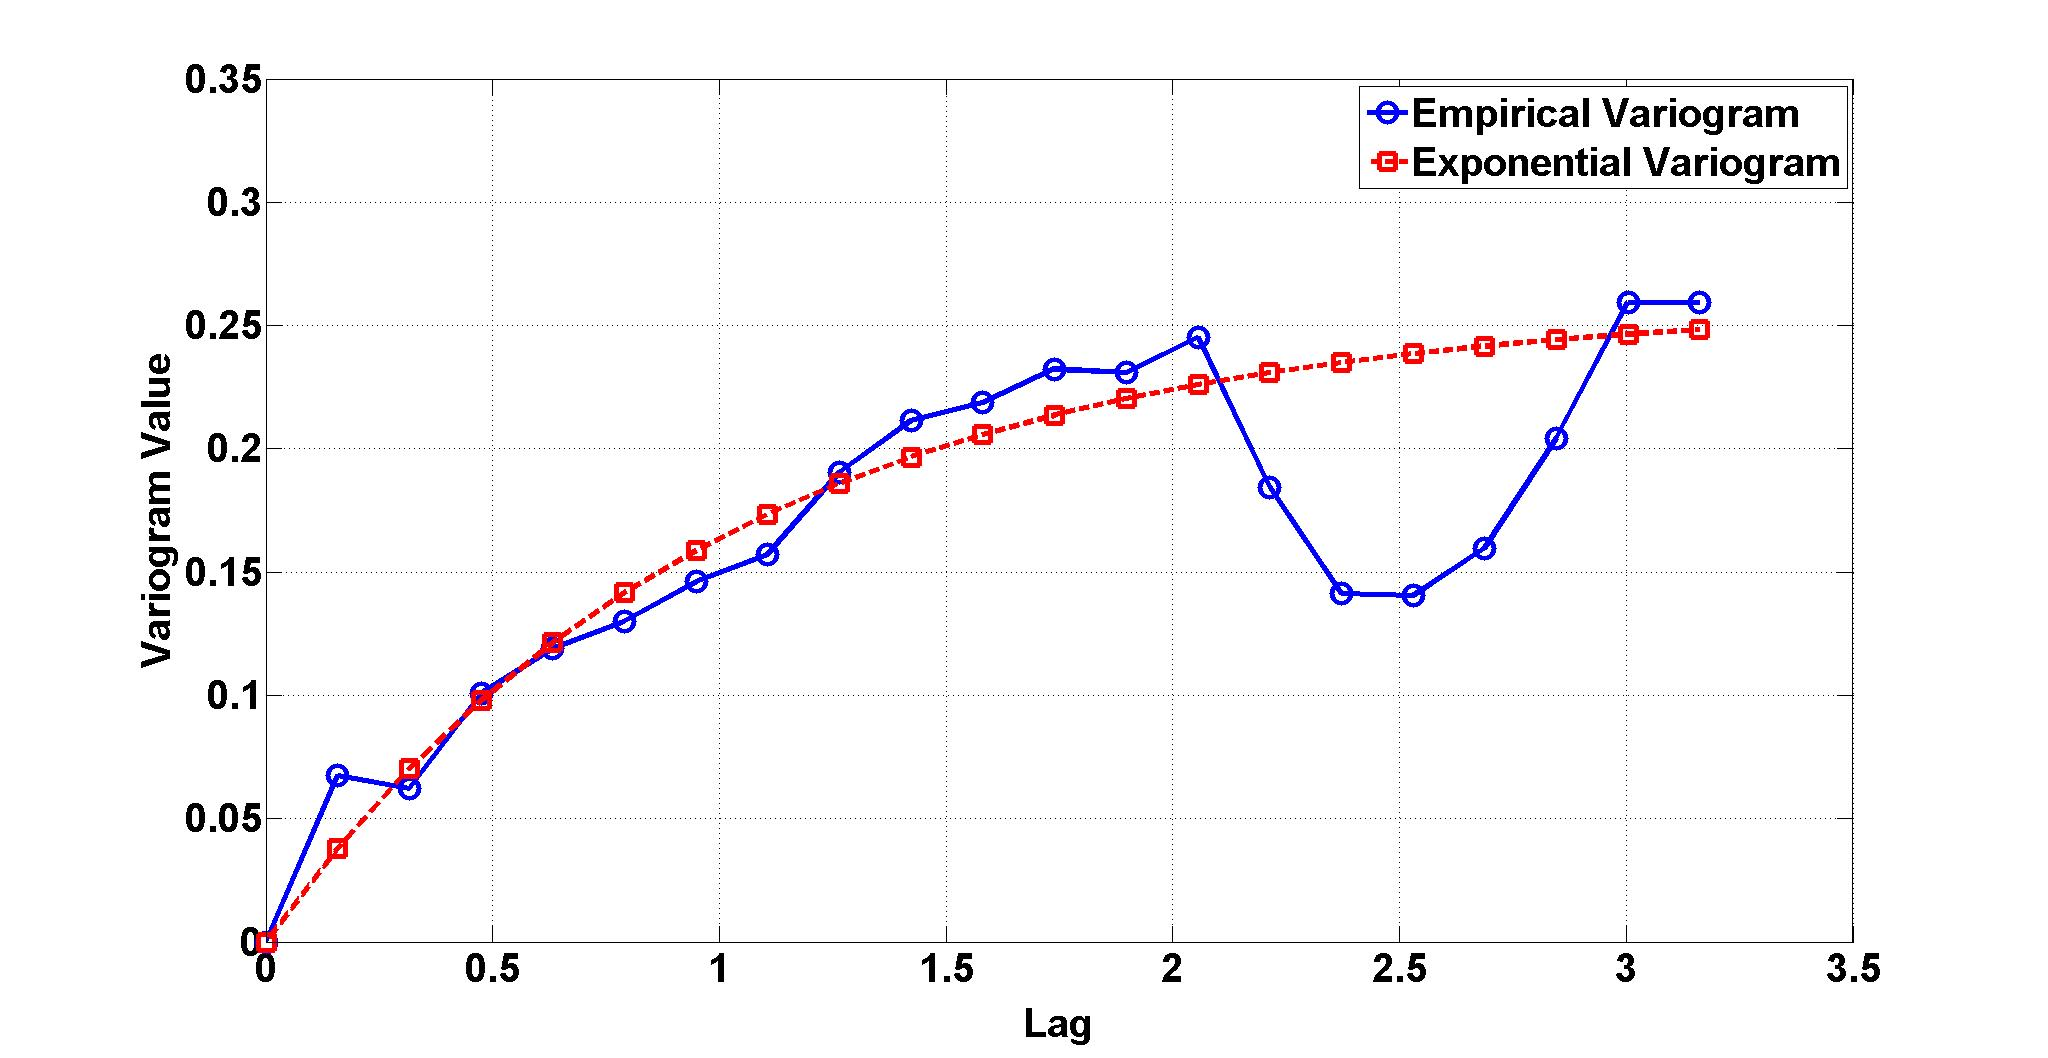 0.35
0.3
0.25
0.2
0.15
0.1
0.05
0
Variogram Value
Empirical Variogram
Exponential Variogram
0 0.5 1 1.5 2 2.5 3 3.5
Lag